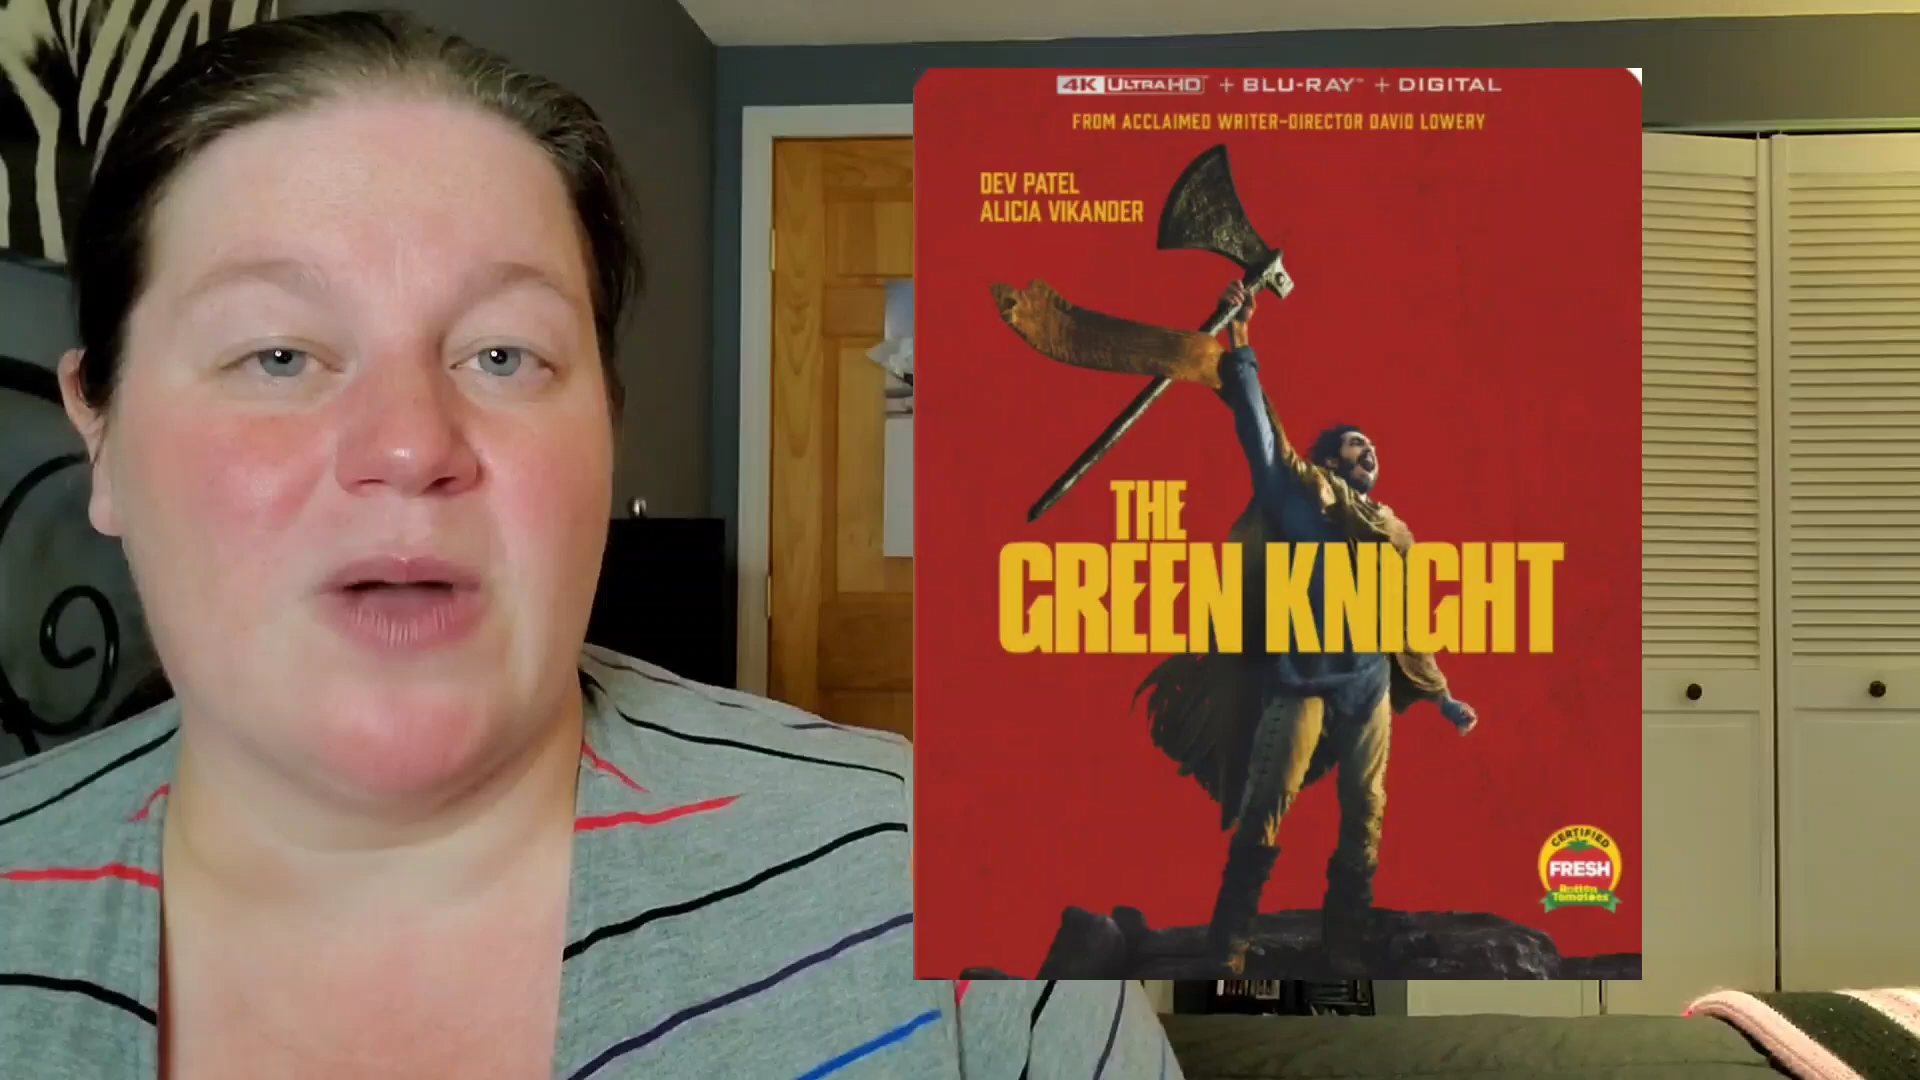 4K ULTRA HD + BLU-RAY™ + DIGITAL
FROM ACCLAIMED WRITER-DIRECTOR DAVID LOWERY
DEV PATEL
ALICIA VIKANDER
THE
GREEN KNIGHT
CERTIFIED
FRESH
Rotten
Tomatoes